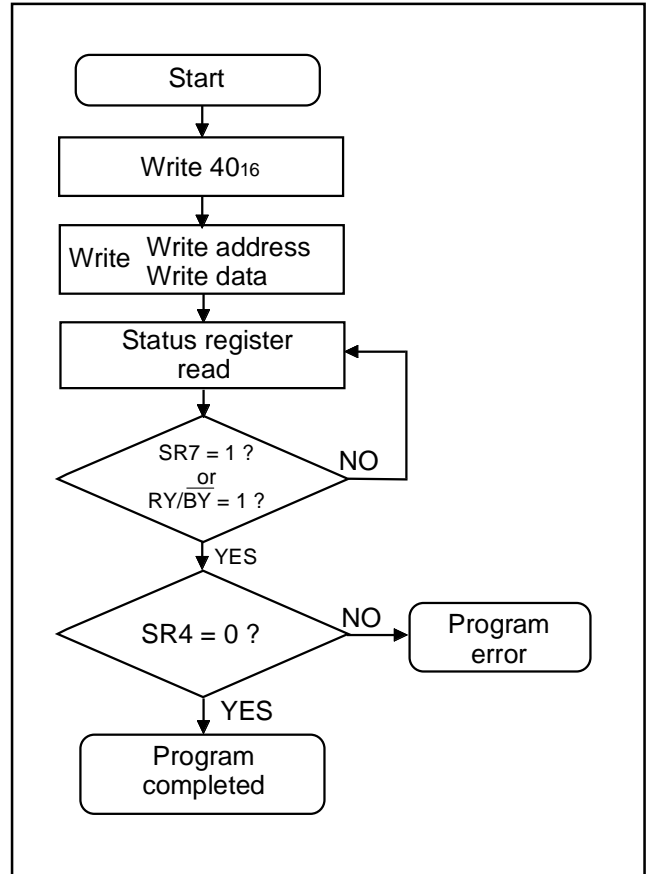 Start
Write 40₁₆
Write Write address
Write data
Status register
read
SR7 = 1 ?
or
RY/B̅Y̅ = 1 ?
NO
YES
SR4 = 0 ?
NO
Program
error
YES
Program
completed